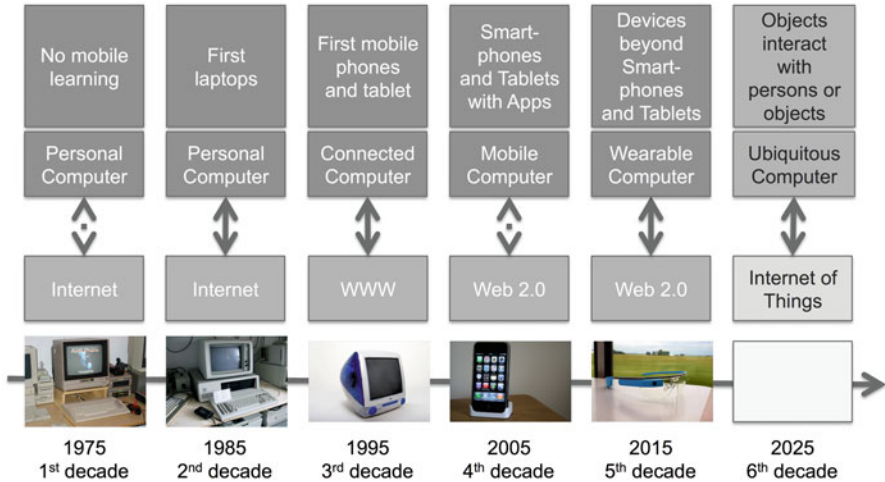 No mobile
learning
First
laptops
First mobile
phones
and tablet
Smart-
phones
and Tablets
with Apps
Devices
beyond
Smart-
phones
and Tablets
Objects
interact
with
persons or
objects
Personal
Computer
Personal
Computer
Connected
Computer
Mobile
Computer
Wearable
Computer
Ubiquitous
Computer
Internet
Internet
WWW
Web 2.0
Web 2.0
Internet of
Things
1975
1st decade
1985
2nd decade
1995
3rd decade
2005
4th decade
2015
5th decade
2025
6th decade